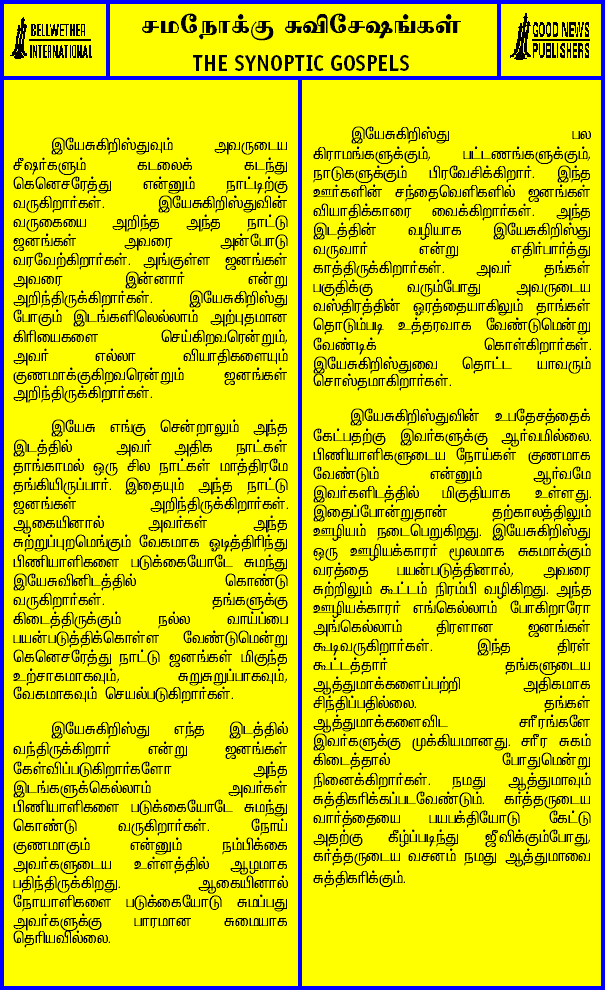 BELLWETHER
INTERNATIONAL
சமநோக்கு சுவிசேஷங்கள்
THE SYNOPTIC GOSPELS
GOOD NEWS
PUBLISHERS
இயேசுகிறிஸ்துவும் அவருடைய
சீஷர்களும் கடலைக் கடந்து
கெனெசரேத்து என்னும் நாட்டிற்கு
வருகிறார்கள். இயேசுகிறிஸ்துவின்
வருகையை அறிந்த அந்த நாட்டு
ஜனங்கள் அவரை அன்போடு
வரவேற்கிறார்கள். அங்குள்ள ஜனங்கள்
அவரை இன்னார் என்று
அறிந்திருக்கிறார்கள். இயேசுகிறிஸ்து
போகும் இடங்களிலெல்லாம் அற்புதமான
கிரியைகளை செய்கிறவரென்றும்,
அவர் எல்லா வியாதிகளையும்
குணமாக்குகிறவரென்றும் ஜனங்கள்
அறிந்திருக்கிறார்கள்.
இயேசு எங்கு சென்றாலும் அந்த
இடத்தில் அவர் அதிக நாட்கள்
தாங்காமல் ஒரு சில நாட்கள் மாத்திரமே
தங்கியிருப்பார். இதையும் அந்த நாட்டு
ஜனங்கள் அறிந்திருக்கிறார்கள்.
ஆகையினால் அவர்கள் அந்த
சுற்றுப்புறமெங்கும் வேகமாக ஓடித்திரிந்து
பிணியாளிகளை படுக்கையோடே சுமந்து
இயேசுவினிடத்தில் கொண்டு
வருகிறார்கள். தங்களுக்கு
கிடைத்திருக்கும் நல்ல வாய்ப்பை
பயன்படுத்திக்கொள்ள வேண்டுமென்று
கெனெசரேத்து நாட்டு ஜனங்கள் மிகுந்த
உற்சாகமாகவும், சுறுசுறுப்பாகவும்,
வேகமாகவும் செயல்படுகிறார்கள்.
இயேசுகிறிஸ்து எந்த இடத்தில்
வந்திருக்கிறார் என்று ஜனங்கள்
கேள்விப்படுகிறார்களோ அந்த
இடங்களுக்கெல்லாம் அவர்கள்
பிணியாளிகளை படுக்கையோடே சுமந்து
கொண்டு வருகிறார்கள். நோய்
குணமாகும் என்னும் நம்பிக்கை
அவர்களுடைய உள்ளத்தில் ஆழமாக
பதிந்திருக்கிறது. ஆகையினால்
நோயாளிகளை படுக்கையோடு சுமப்பது
அவர்களுக்கு பாரமான சுமையாக
தெரியவில்லை.
இயேசுகிறிஸ்து பல
கிராமங்களுக்கும், பட்டணங்களுக்கும்,
நாடுகளுக்கும் பிரவேசிக்கிறார். இந்த
ஊர்களின் சந்தைவெளிகளில் ஜனங்கள்
வியாதிக்காரரை வைக்கிறார்கள். அந்த
இடத்தின் வழியாக இயேசுகிறிஸ்து
வருவார் என்று எதிர்பார்த்து
காத்திருக்கிறார்கள். அவர் தங்கள்
பகுதிக்கு வரும்போது அவருடைய
வஸ்திரத்தின் ஓரத்தையாகிலும் தாங்கள்
தொடும்படி உத்தரவாக வேண்டுமென்று
வேண்டிக் கொள்கிறார்கள்.
இயேசுகிறிஸ்துவை தொட்ட யாவரும்
சொஸ்தமாகிறார்கள்.
இயேசுகிறிஸ்துவின் உபதேசத்தைக்
கேட்பதற்கு இவர்களுக்கு ஆர்வமில்லை.
பிணியாளிகளுடைய நோய்கள் குணமாக
வேண்டும் என்னும் ஆர்வமே
இவர்களிடத்தில் மிகுதியாக உள்ளது.
இதைப்போன்றுதான் தற்காலத்திலும்
ஊழியம் நடைபெறுகிறது. இயேசுகிறிஸ்து
ஒரு ஊழியக்காரர் மூலமாக சுகமாக்கும்
வரத்தை பயன்படுத்தினால், அவரை
சுற்றிலும் கூட்டம் நிரம்பி வழிகிறது. அந்த
ஊழியக்காரர் எங்கெல்லாம் போகிறாரோ
அங்கெல்லாம் திரளான ஜனங்கள்
கூடிவருகிறார்கள். இந்த திரள்
கூட்டத்தார் தங்களுடைய
ஆத்துமாக்களைப்பற்றி அதிகமாக
சிந்திப்பதில்லை. தங்கள்
ஆத்துமாக்களைவிட சரீரங்களே
இவர்களுக்கு முக்கியமானது. சரீர சுகம்
கிடைத்தால் போதுமென்று
நினைக்கிறார்கள். நமது ஆத்துமாவும்
சுத்திகரிக்கப்படவேண்டும். கர்த்தருடைய
வார்த்தையை பயபக்தியோடு கேட்டு
அதற்கு கீழ்ப்படிந்து ஜீவிக்கும்போது,
கர்த்தருடைய வசனம் நமது ஆத்துமாவை
சுத்திகரிக்கும்.